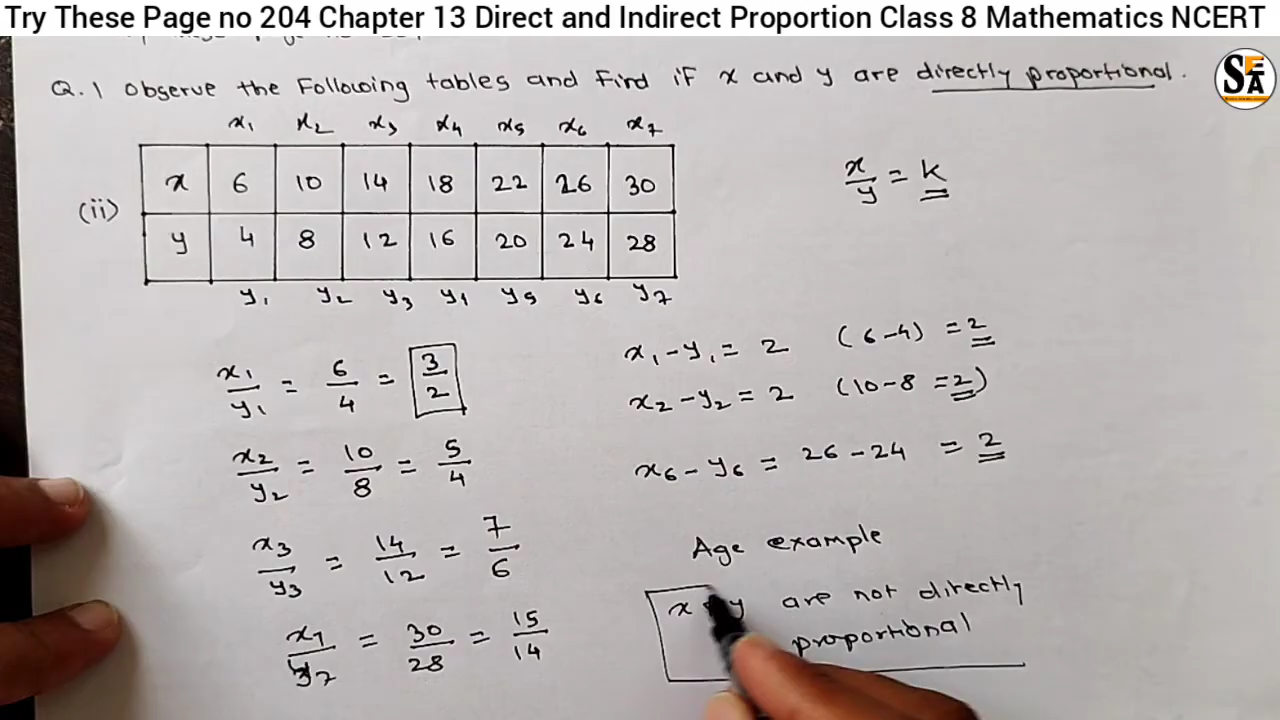 Try These Page no 204 Chapter 13 Direct and Indirect Proportion Class 8 Mathematics NCERT
SFA
Q.1 Observe the Following tables and Find if x and y are directly proportional.
x₁ x₂ x₃ x₄ x₅ x₆ x₇
(ii)
x 6 10 14 18 22 26 30
y 4 8 12 16 20 24 28
y₁ y₂ y₃ y₁ y₅ y₆ y₇
x/y = k
x₁/y₁ = 6/4 = 3/2
x₂/y₂ = 10/8 = 5/4
x₃/y₃ = 14/12 = 7/6
x₇/y₇ = 30/28 = 15/14
x₁-y₁ = 2 (6-4) = 2
x₂-y₂ = 2 (10-8 = 2)
x₆-y₆ = 26-24 = 2
Age example
x y are not directly
proportional